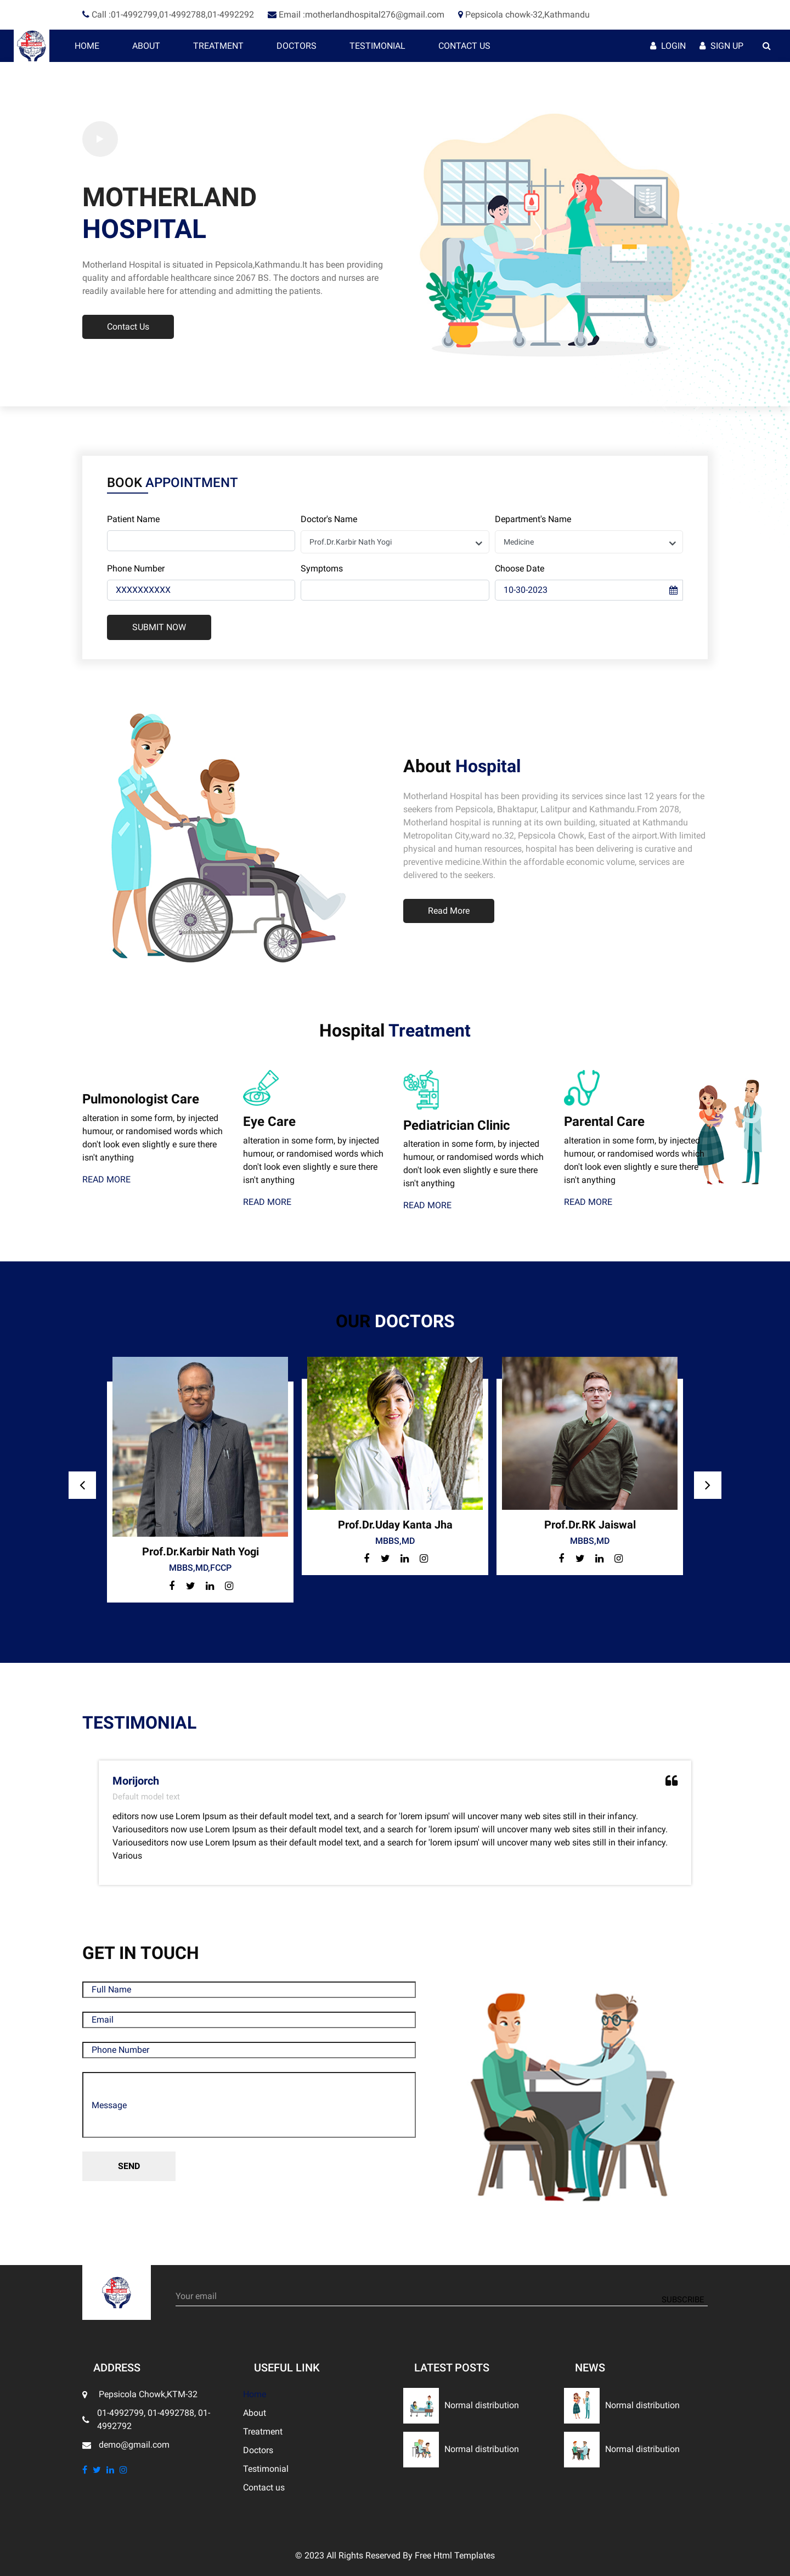 Call :01-4992799,01-4992788,01-4992292 Email :motherlandhospital276@gmail.com Pepsicola chowk-32,Kathmandu
HOME ABOUT TREATMENT DOCTORS TESTIMONIAL CONTACT US LOGIN SIGN UP
MOTHERLAND
HOSPITAL
Motherland Hospital is situated in Pepsicola,Kathmandu.It has been providing
quality and affordable healthcare since 2067 BS. The doctors and nurses are
readily available here for attending and admitting the patients.
Contact Us
BOOK APPOINTMENT
Patient Name Doctor's Name Department's Name
Prof.Dr.Karbir Nath Yogi Medicine
Phone Number Symptoms Choose Date
XXXXXXXXXX 10-30-2023
SUBMIT NOW
About Hospital
Motherland Hospital has been providing its services since last 12 years for the
seekers from Pepsicola, Bhaktapur, Lalitpur and Kathmandu.From 2078,
Motherland hospital is running at its own building, situated at Kathmandu
Metropolitan City,ward no.32, Pepsicola Chowk, East of the airport.With limited
physical and human resources, hospital has been delivering is curative and
preventive medicine.Within the affordable economic volume, services are
delivered to the seekers.
Read More
Hospital Treatment
Pulmonologist Care
alteration in some form, by injected
humour, or randomised words which
don't look even slightly e sure there
isn't anything
READ MORE
Eye Care
alteration in some form, by injected
humour, or randomised words which
don't look even slightly e sure there
isn't anything
READ MORE
Pediatrician Clinic
alteration in some form, by injected
humour, or randomised words which
don't look even slightly e sure there
isn't anything
READ MORE
Parental Care
alteration in some form, by injected
humour, or randomised words which
don't look even slightly e sure there
isn't anything
READ MORE
OUR DOCTORS
Prof.Dr.Karbir Nath Yogi
MBBS,MD,FCCP
Prof.Dr.Uday Kanta Jha
MBBS,MD
Prof.Dr.RK Jaiswal
MBBS,MD
TESTIMONIAL
Morijorch
Default model text
editors now use Lorem Ipsum as their default model text, and a search for 'lorem ipsum' will uncover many web sites still in their infancy.
Variouseditors now use Lorem Ipsum as their default model text, and a search for 'lorem ipsum' will uncover many web sites still in their infancy.
Variouseditors now use Lorem Ipsum as their default model text, and a search for 'lorem ipsum' will uncover many web sites still in their infancy.
Various
GET IN TOUCH
Full Name
Email
Phone Number
Message
SEND
Your email SUBSCRIBE
ADDRESS
Pepsicola Chowk,KTM-32
01-4992799, 01-4992788, 01-
4992792
demo@gmail.com
USEFUL LINK
Home
About
Treatment
Doctors
Testimonial
Contact us
LATEST POSTS
Normal distribution
Normal distribution
NEWS
Normal distribution
Normal distribution
© 2023 All Rights Reserved By Free Html Templates